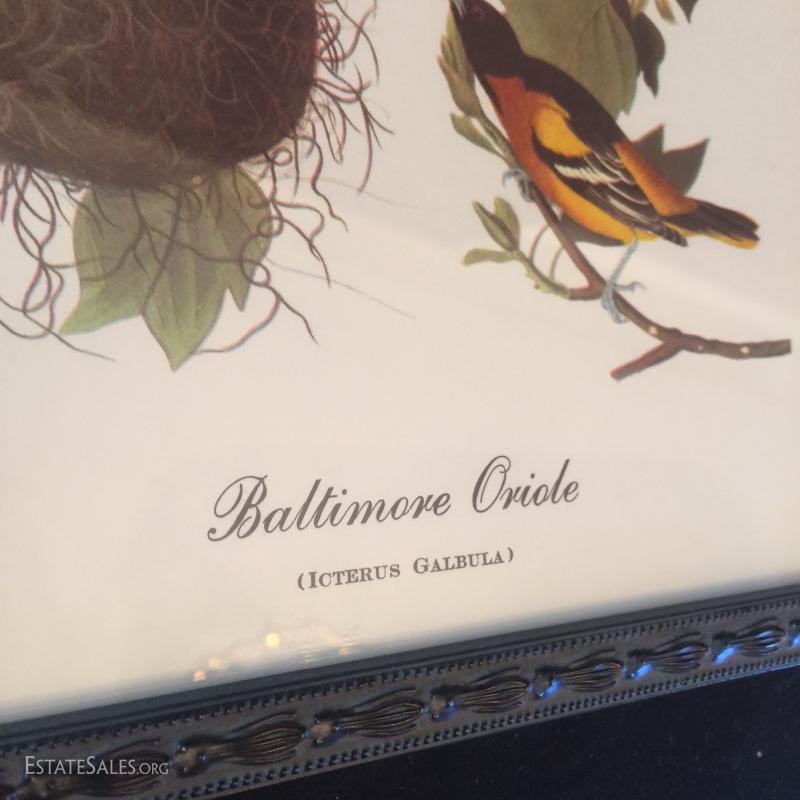 Baltimore Oriole
(ICTERUS GALBULA)
ESTATESALES.ORG